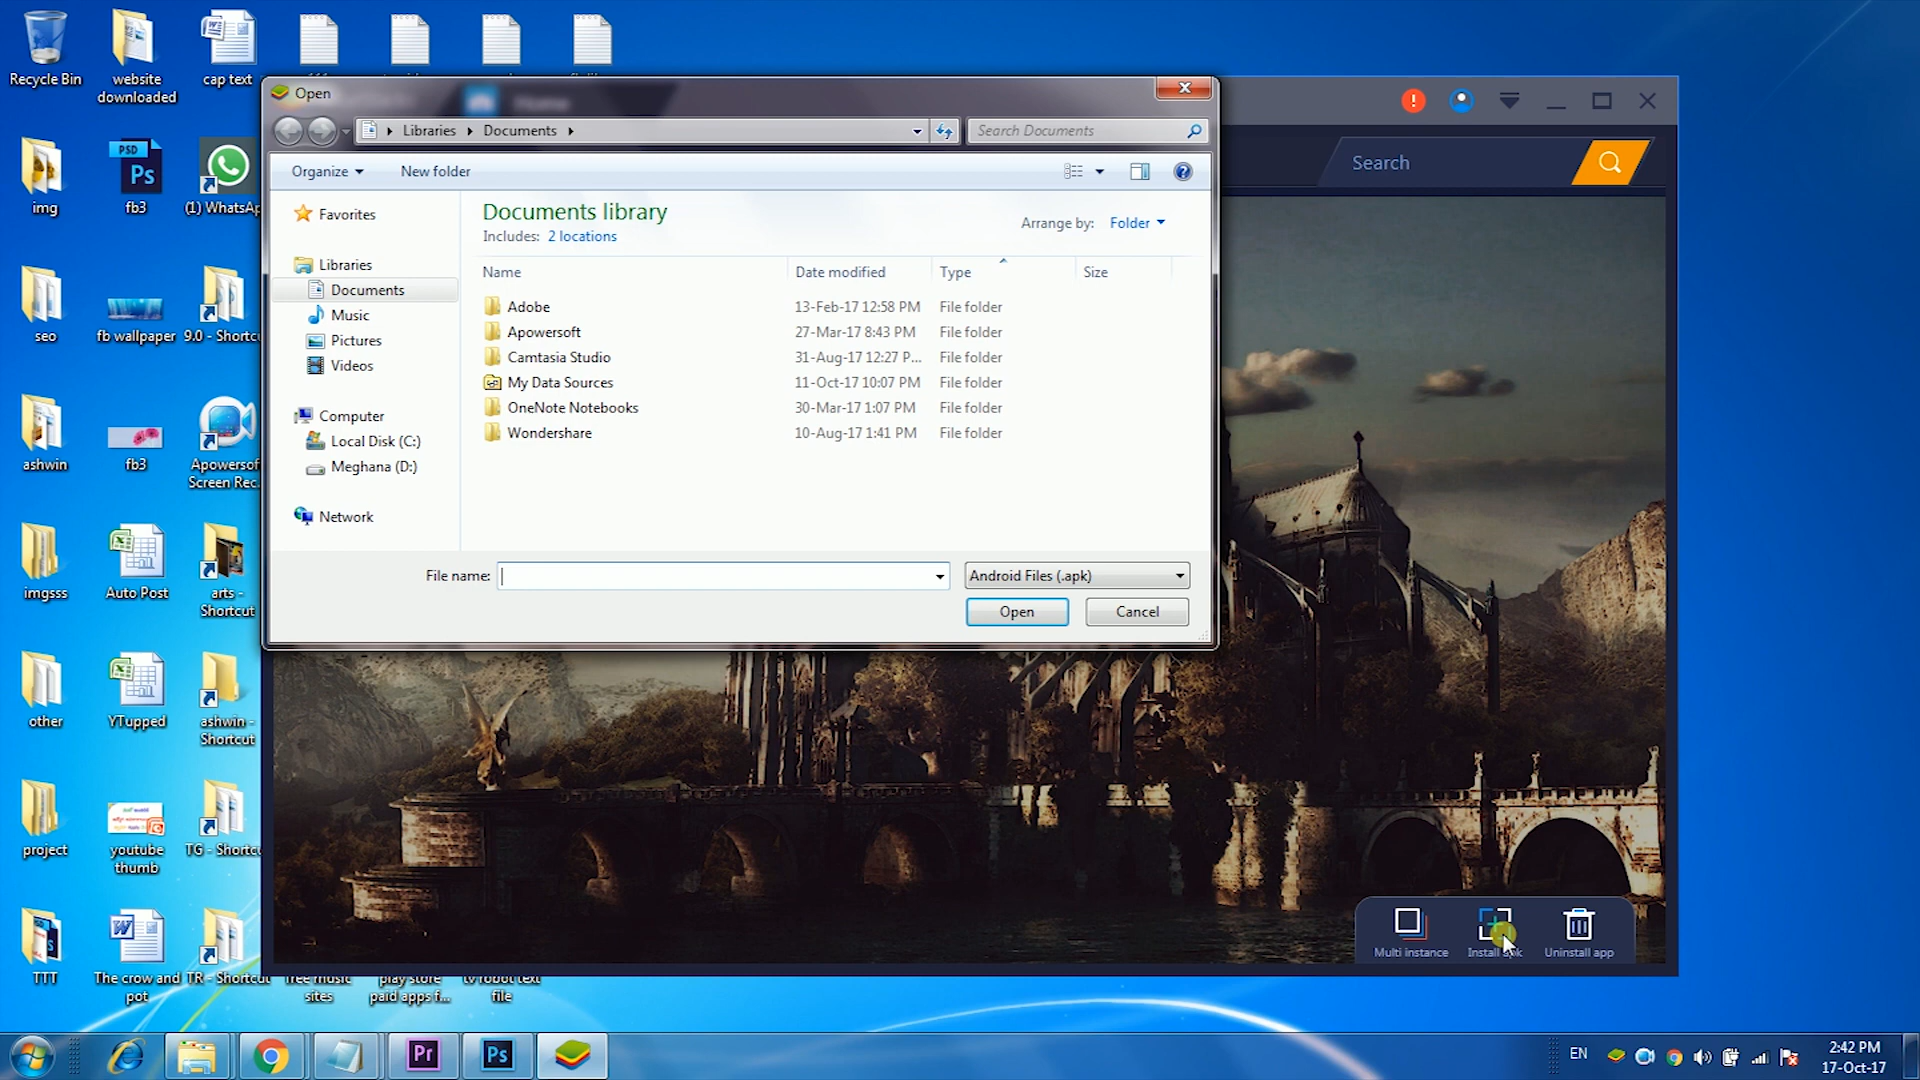 Recycle Bin
website downloaded
cap text
img
PSD
Ps
fb3
(1) WhatsAp
seo
fb wallpaper
9.0 - Shortcu
ashwin
fb3
Apowersof
Screen Rec...
imgsss
Auto Post
arts - Shortcut
other
YTupped
ashwin - Shortcut
project
youtube thumb
TG - Shortcu
TTT
The crow and pot
TR - Shortcut
free music sites
play store
paid apps f...
tv robot text file
Open
Libraries
Documents
Search Documents
Organize
New folder
Favorites
Libraries
Documents
Music
Pictures
Videos
Computer
Local Disk (C:)
Meghana (D:)
Network
Documents library
Includes: 2 locations
Arrange by: Folder
Name Date modified Type Size
Adobe 13-Feb-17 12:58 PM File folder
Apowersoft 27-Mar-17 8:43 PM File folder
Camtasia Studio 31-Aug-17 12:27 P... File folder
My Data Sources 11-Oct-17 10:07 PM File folder
OneNote Notebooks 30-Mar-17 1:07 PM File folder
Wondershare 10-Aug-17 1:41 PM File folder
File name:
Android Files (.apk)
Open
Cancel
Home
Search
Multi instance
Install apk
Uninstall app
Pr
Ps
EN
2:42 PM
17-Oct-17